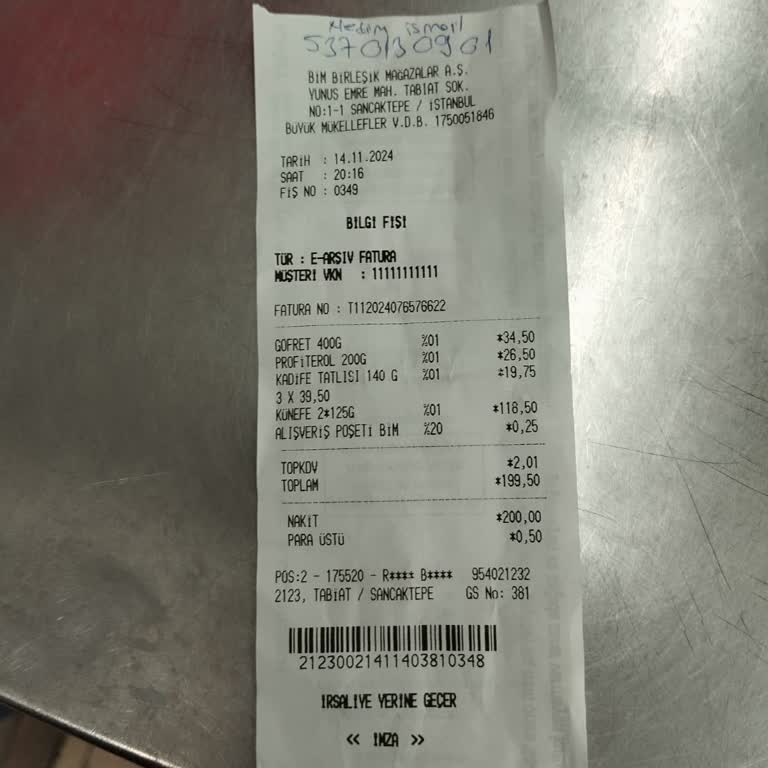 Nedim ismail
5370130901
BİM BİRLEŞİK MAĞAZALAR A.Ş.
YUNUS EMRE MAH. TABİAT SOK.
NO:1-1 SANCAKTEPE / İSTANBUL
BÜYÜK MÜKELLEFLER V.D.B. 1750051846
TARİH : 14.11.2024
SAAT : 20:16
FİŞ NO : 0349
BİLGİ FİŞİ
TÜR : E-ARŞİV FATURA
MÜŞTERİ VKN : 11111111111
FATURA NO : T112024076576622
GOFRET 400G %01 *34,50
PROFİTEROL 200G %01 *26,50
KADİFE TATLISI 140 G %01 *19,75
3 X 39,50
KÜNEFE 2*125G %01 *118,50
ALIŞVERİŞ POŞETİ BİM %20 *0,25
TOPKDV *2,01
TOPLAM *199,50
NAKİT *200,00
PARA ÜSTÜ *0,50
POS:2 - 175520 - R**** B**** 954021232
2123, TABİAT / SANCAKTEPE GS No: 381
21230021411403810348
İRSALİYE YERİNE GEÇER
<< İMZA >>